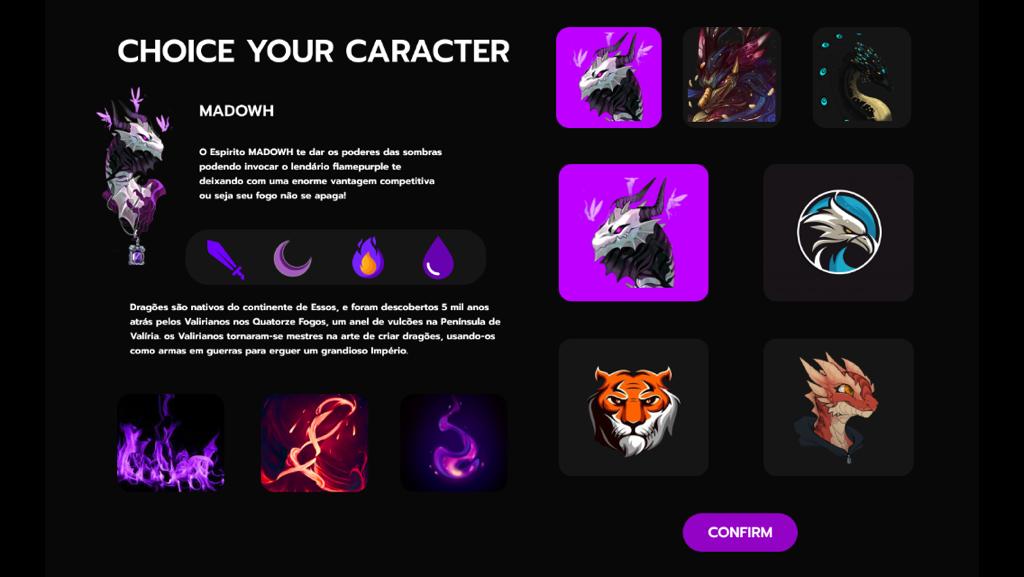 CHOICE YOUR CARACTER
MADOWH
O Espirito MADOWH te dar os poderes das sombras
podendo invocar o lendário flamepurple te
deixando com uma enorme vantagem competitiva
ou seja seu fogo não se apaga!
Dragões são nativos do continente de Essos, e foram descobertos 5 mil anos
atrás pelos Valirianos nos Quatorze Fogos, um anel de vulcões na Península de
Valíria. os Valirianos tornaram-se mestres na arte de criar dragões, usando-os
como armas em guerras para erguer um grandioso Império.
CONFIRM